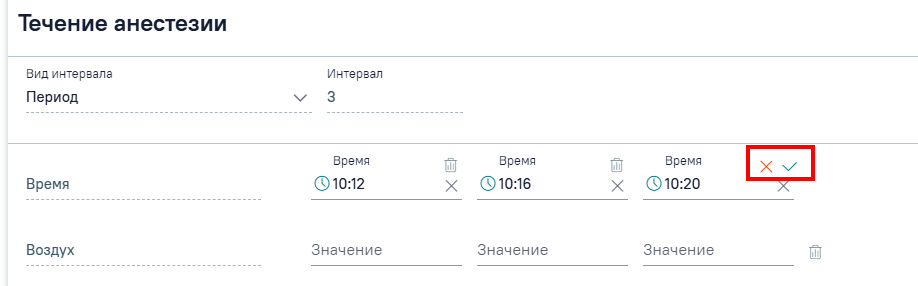 Течение анестезии
Вид интервала Интервал
Период 3
Время Время Время
Время 10:12 10:16 10:20
Воздух Значение Значение Значение